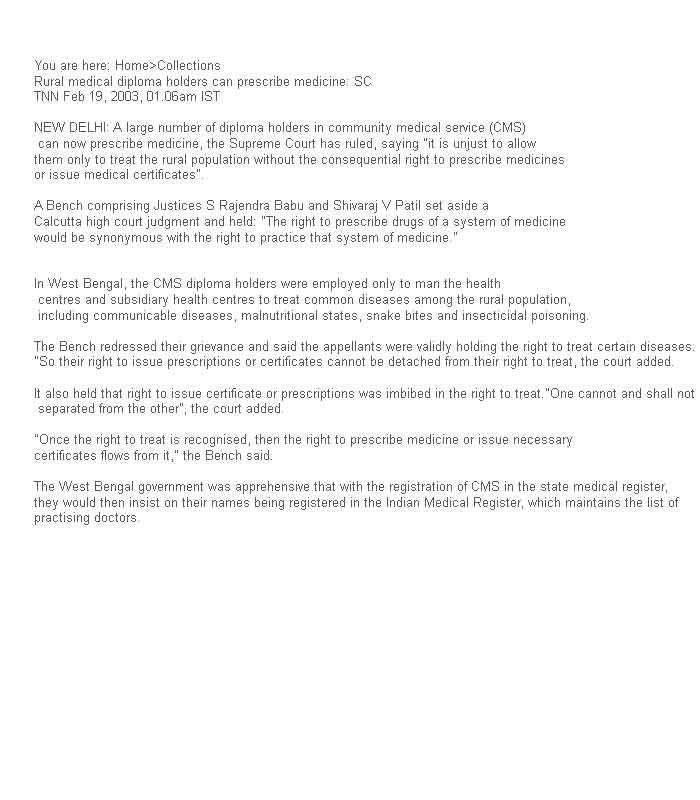 You are here: Home>Collections
Rural medical diploma holders can prescribe medicine: SC
TNN Feb 19, 2003, 01.06am IST
NEW DELHI: A large number of diploma holders in community medical service (CMS)
can now prescribe medicine, the Supreme Court has ruled, saying "it is unjust to allow
them only to treat the rural population without the consequential right to prescribe medicines
or issue medical certificates".
A Bench comprising Justices S Rajendra Babu and Shivaraj V Patil set aside a
Calcutta high court judgment and held: "The right to prescribe drugs of a system of medicine
would be synonymous with the right to practice that system of medicine."
In West Bengal, the CMS diploma holders were employed only to man the health
centres and subsidiary health centres to treat common diseases among the rural population,
including communicable diseases, malnutritional states, snake bites and insecticidal poisoning.
The Bench redressed their grievance and said the appellants were validly holding the right to treat certain diseases.
"So their right to issue prescriptions or certificates cannot be detached from their right to treat, the court added.
It also held that right to issue certificate or prescriptions was imbibed in the right to treat."One cannot and shall not
separated from the other", the court added.
"Once the right to treat is recognised, then the right to prescribe medicine or issue necessary
certificates flows from it," the Bench said.
The West Bengal government was apprehensive that with the registration of CMS in the state medical register,
they would then insist on their names being registered in the Indian Medical Register, which maintains the list of
practising doctors.